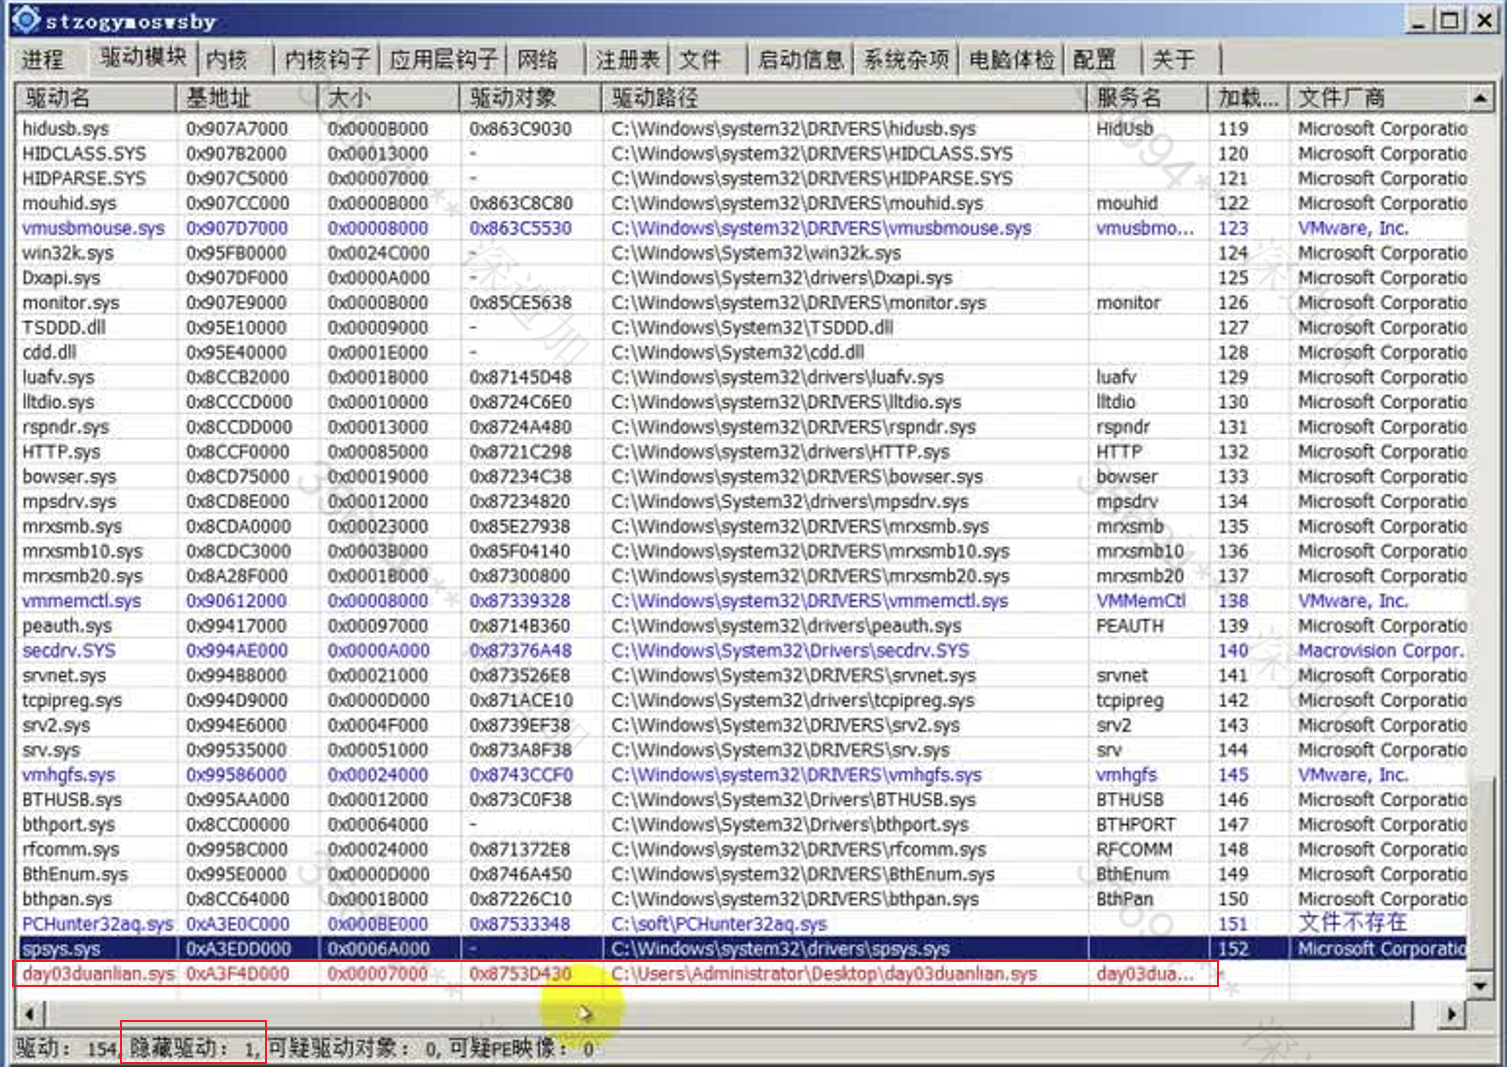 stzogymoswsby
进程 驱动模块 内核 内核钩子 应用层钩子 网络 注册表 文件 启动信息 系统杂项 电脑体检 配置 关于
驱动名 基地址 大小 驱动对象 驱动路径 服务名 加载... 文件厂商
hidusb.sys 0x907A7000 0x0000B000 0x863C9030 C:\Windows\system32\DRIVERS\hidusb.sys HidUsb 119 Microsoft Corporatio
HIDCLASS.SYS 0x907B2000 0x00013000 - C:\Windows\system32\DRIVERS\HIDCLASS.SYS 120 Microsoft Corporatio
HIDPARSE.SYS 0x907C5000 0x00007000 - C:\Windows\system32\DRIVERS\HIDPARSE.SYS 121 Microsoft Corporatio
mouhid.sys 0x907CC000 0x0000B000 0x863C8C80 C:\Windows\system32\DRIVERS\mouhid.sys mouhid 122 Microsoft Corporatio
vmusbmouse.sys 0x907D7000 0x00008000 0x863C5530 C:\Windows\system32\DRIVERS\vmusbmouse.sys vmusbmo... 123 VMware, Inc.
win32k.sys 0x95FB0000 0x0024C000 - C:\Windows\System32\win32k.sys 124 Microsoft Corporatio
Dxapi.sys 0x907DF000 0x0000A000 - C:\Windows\System32\drivers\Dxapi.sys 125 Microsoft Corporatio
monitor.sys 0x907E9000 0x0000B000 0x85CE5638 C:\Windows\system32\DRIVERS\monitor.sys monitor 126 Microsoft Corporatio
TSDDD.dll 0x95E10000 0x00009000 - C:\Windows\System32\TSDDD.dll 127 Microsoft Corporatio
cdd.dll 0x95E40000 0x0001E000 - C:\Windows\System32\cdd.dll 128 Microsoft Corporatio
luafv.sys 0x8CCB2000 0x0001B000 0x87145D48 C:\Windows\system32\drivers\luafv.sys luafv 129 Microsoft Corporatio
lltdio.sys 0x8CCCD000 0x00010000 0x8724C6E0 C:\Windows\system32\DRIVERS\lltdio.sys lltdio 130 Microsoft Corporatio
rspndr.sys 0x8CCDD000 0x00013000 0x8724A480 C:\Windows\system32\DRIVERS\rspndr.sys rspndr 131 Microsoft Corporatio
HTTP.sys 0x8CCF0000 0x00085000 0x8721C298 C:\Windows\system32\drivers\HTTP.sys HTTP 132 Microsoft Corporatio
bowser.sys 0x8CD75000 0x00019000 0x87234C38 C:\Windows\system32\DRIVERS\bowser.sys bowser 133 Microsoft Corporatio
mpsdrv.sys 0x8CD8E000 0x00012000 0x87234820 C:\Windows\System32\drivers\mpsdrv.sys mpsdrv 134 Microsoft Corporatio
mrxsmb.sys 0x8CDA0000 0x00023000 0x85E27938 C:\Windows\system32\DRIVERS\mrxsmb.sys mrxsmb 135 Microsoft Corporatio
mrxsmb10.sys 0x8CDC3000 0x0003B000 0x85F04140 C:\Windows\system32\DRIVERS\mrxsmb10.sys mrxsmb10 136 Microsoft Corporatio
mrxsmb20.sys 0x8A28F000 0x0001B000 0x87300800 C:\Windows\system32\DRIVERS\mrxsmb20.sys mrxsmb20 137 Microsoft Corporatio
vmmemctl.sys 0x90612000 0x00008000 0x87339328 C:\Windows\system32\DRIVERS\vmmemctl.sys VMMemCtl 138 VMware, Inc.
peauth.sys 0x99417000 0x00097000 0x8714B360 C:\Windows\system32\drivers\peauth.sys PEAUTH 139 Microsoft Corporatio
secdrv.SYS 0x994AE000 0x0000A000 0x87376A48 C:\Windows\System32\Drivers\secdrv.SYS 140 Macrovision Corpor.
srvnet.sys 0x994B8000 0x00021000 0x873526E8 C:\Windows\System32\DRIVERS\srvnet.sys srvnet 141 Microsoft Corporatio
tcpipreg.sys 0x994D9000 0x0000D000 0x871ACE10 C:\Windows\System32\drivers\tcpipreg.sys tcpipreg 142 Microsoft Corporatio
srv2.sys 0x994E6000 0x0004F000 0x8739EF38 C:\Windows\System32\DRIVERS\srv2.sys srv2 143 Microsoft Corporatio
srv.sys 0x99535000 0x00051000 0x873A8F38 C:\Windows\System32\DRIVERS\srv.sys srv 144 Microsoft Corporatio
vmhgfs.sys 0x99586000 0x00024000 0x8743CCF0 C:\Windows\system32\DRIVERS\vmhgfs.sys vmhgfs 145 VMware, Inc.
BTHUSB.sys 0x995AA000 0x00012000 0x873C0F38 C:\Windows\System32\Drivers\BTHUSB.sys BTHUSB 146 Microsoft Corporatio
bthport.sys 0x8CC00000 0x00064000 - C:\Windows\System32\Drivers\bthport.sys BTHPORT 147 Microsoft Corporatio
rfcomm.sys 0x995BC000 0x00024000 0x871372E8 C:\Windows\system32\DRIVERS\rfcomm.sys RFCOMM 148 Microsoft Corporatio
BthEnum.sys 0x995E0000 0x0000D000 0x8746A450 C:\Windows\system32\DRIVERS\BthEnum.sys BthEnum 149 Microsoft Corporatio
bthpan.sys 0x8CC64000 0x0001B000 0x87226C10 C:\Windows\system32\DRIVERS\bthpan.sys BthPan 150 Microsoft Corporatio
PCHunter32aq.sys 0xA3E0C000 0x000BE000 0x87533348 C:\soft\PCHunter32aq.sys 151 文件不存在
spsys.sys 0xA3EDD000 0x0006A000 - C:\Windows\system32\drivers\spsys.sys 152 Microsoft Corporatio
day03duanlian.sys 0xA3F4D000 0x00007000 0x8753D430 C:\Users\Administrator\Desktop\day03duanlian.sys day03dua... -
驱动: 154, 隐藏驱动: 1, 可疑驱动对象: 0, 可疑PE映像: 0